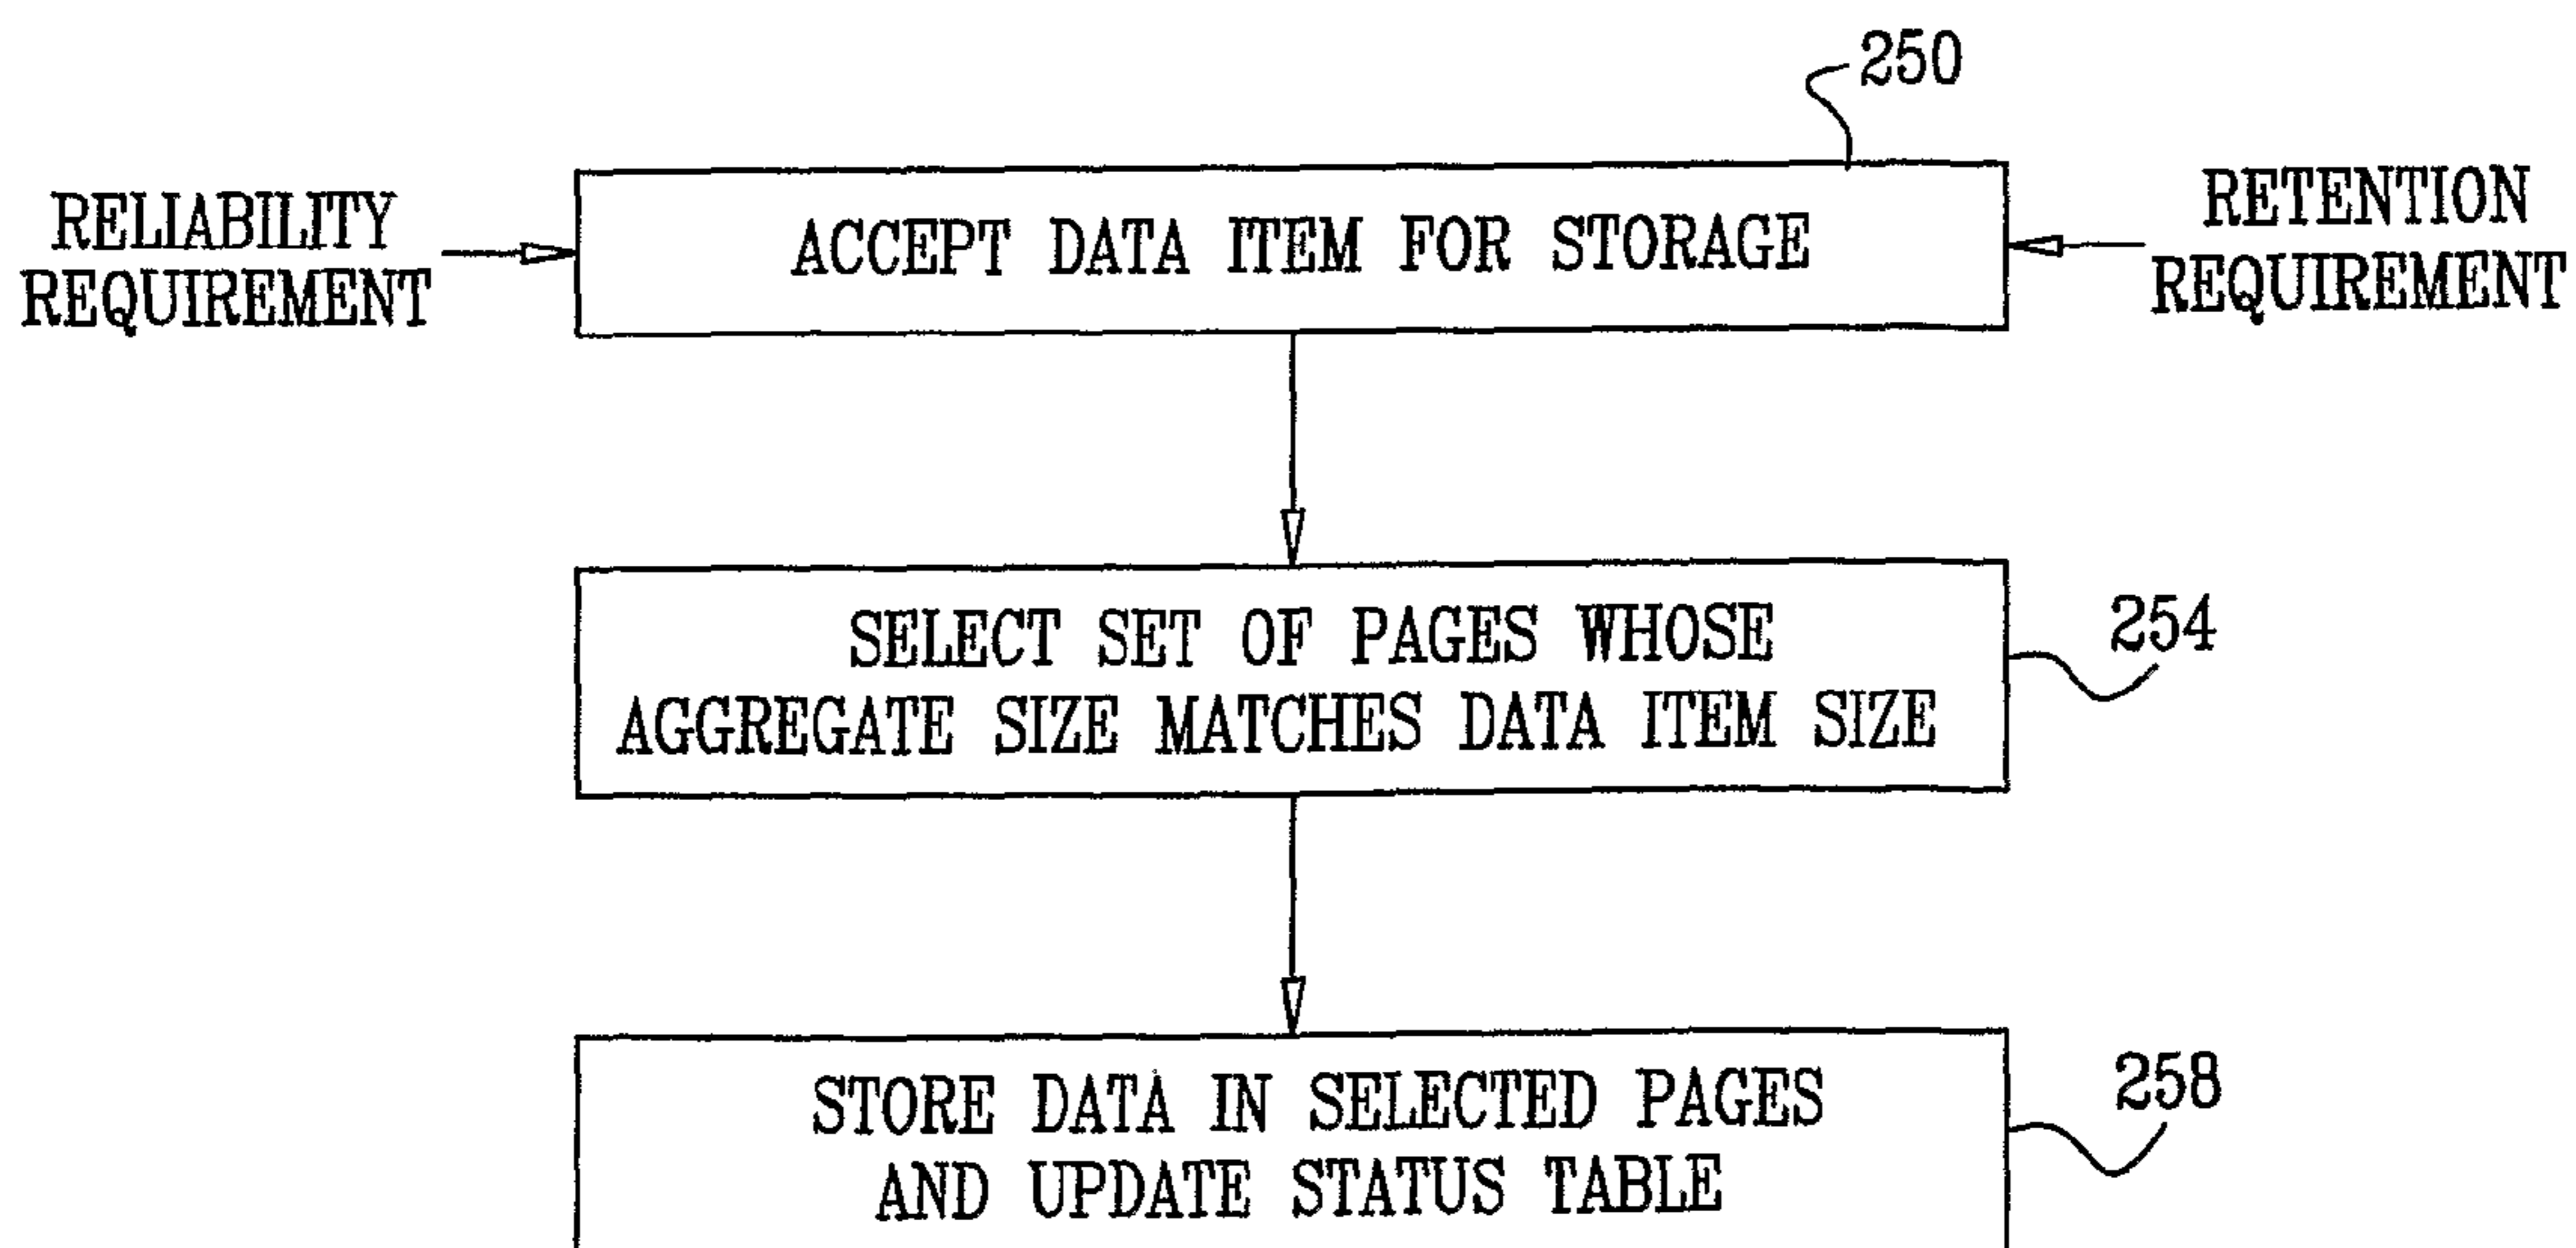 250
RELIABILITY
REQUIREMENT
ACCEPT DATA ITEM FOR STORAGE
RETENTION
REQUIREMENT
SELECT SET OF PAGES WHOSE
AGGREGATE SIZE MATCHES DATA ITEM SIZE
254
STORE DATA IN SELECTED PAGES
AND UPDATE STATUS TABLE
258